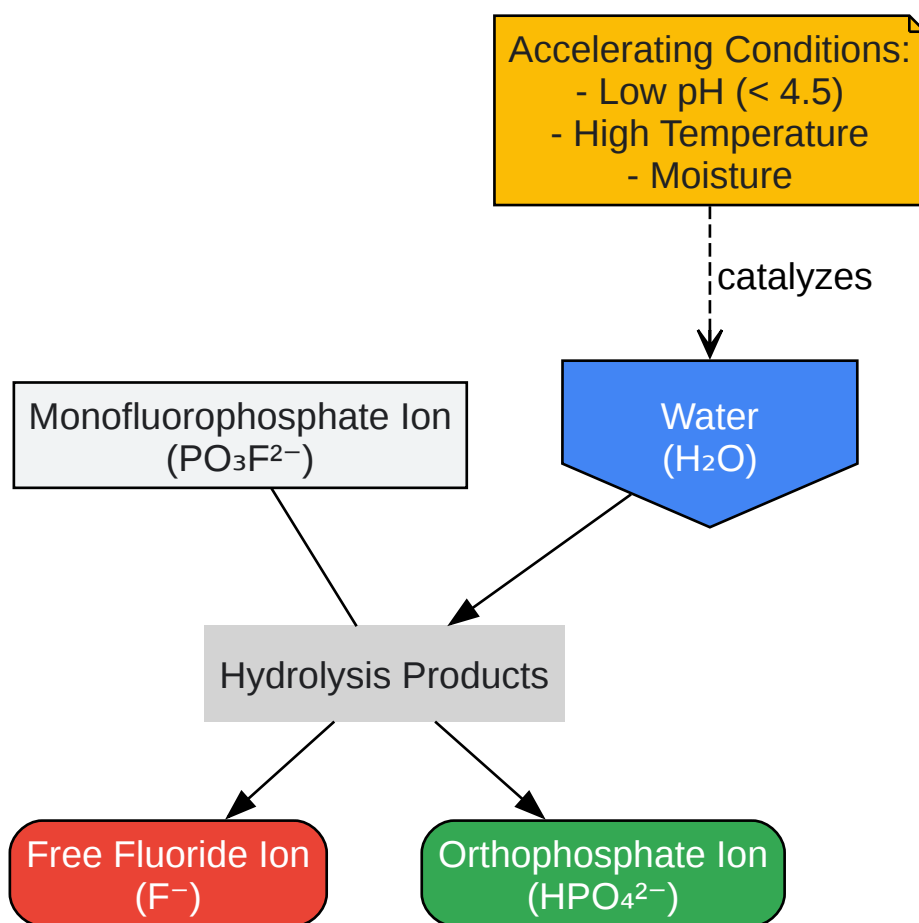 Accelerating Conditions:
- Low pH (< 4.5)
- High Temperature
- Moisture
catalyzes
Monofluorophosphate Ion
(PO₃F²⁻)
Water
(H₂O)
Hydrolysis Products
Free Fluoride Ion
(F⁻)
Orthophosphate Ion
(HPO₄²⁻)